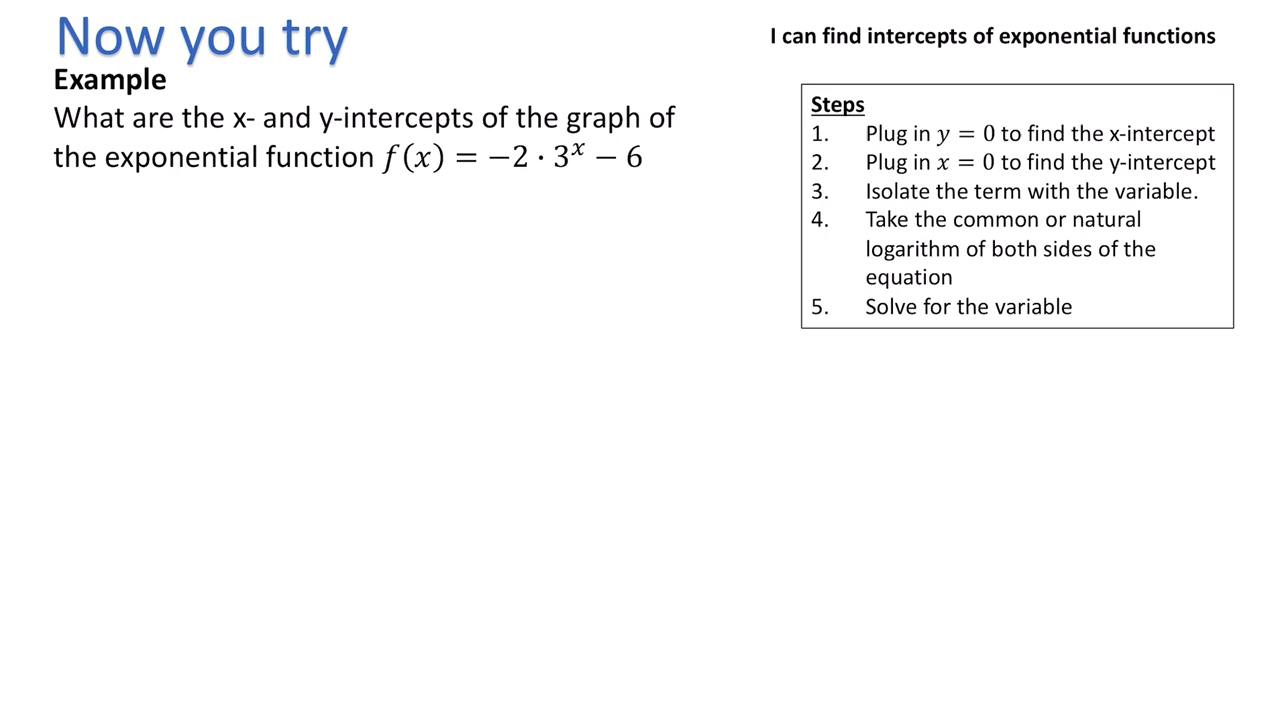 Now you try
I can find intercepts of exponential functions
Example
What are the x- and y-intercepts of the graph of
the exponential function 𝑓(𝑥) = −2 ∙ 3ˣ − 6
Steps
1. Plug in 𝑦 = 0 to find the x-intercept
2. Plug in 𝑥 = 0 to find the y-intercept
3. Isolate the term with the variable.
4. Take the common or natural
logarithm of both sides of the
equation
5. Solve for the variable